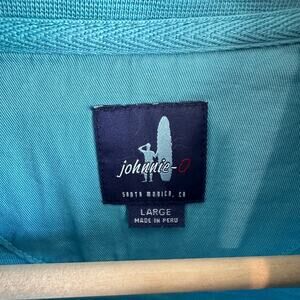 johnnie-O
SANTA MONICA, CA
LARGE
MADE IN PERU